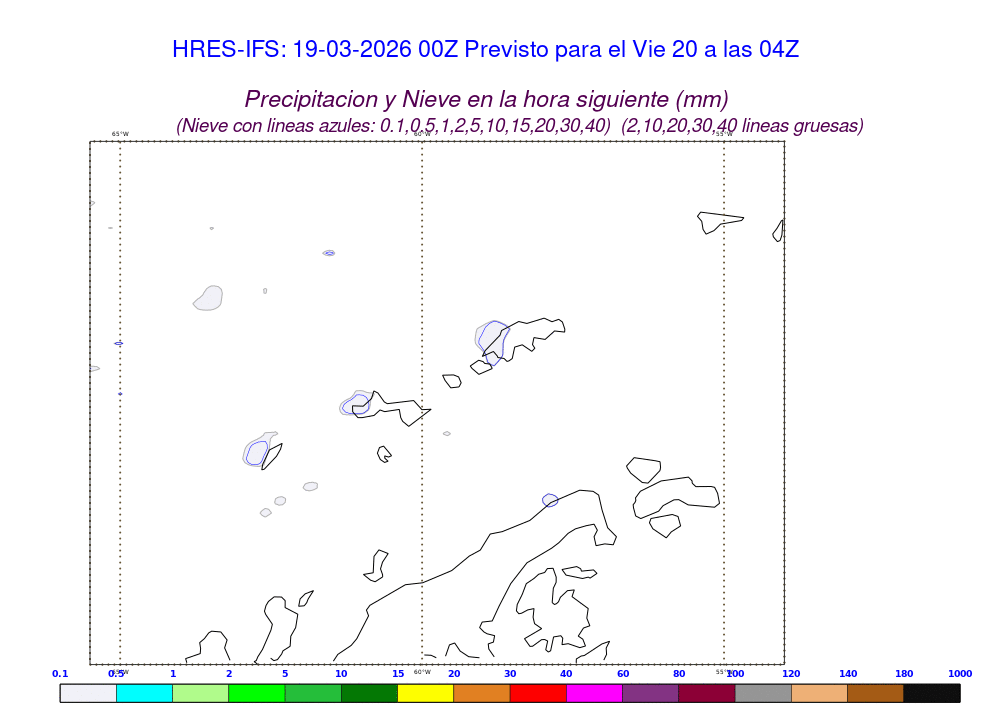 HRES-IFS: 19-03-2026 00Z Previsto para el Vie 20 a las 04Z
Precipitacion y Nieve en la hora siguiente (mm)
(Nieve con lineas azules: 0.1,0.5,1,2,5,10,15,20,30,40) (2,10,20,30,40 lineas gruesas)
65°W 60°W 55°W
65°W 60°W 55°W
0.1 0.5 1 2 5 10 15 20 30 40 60 80 100 120 140 180 1000